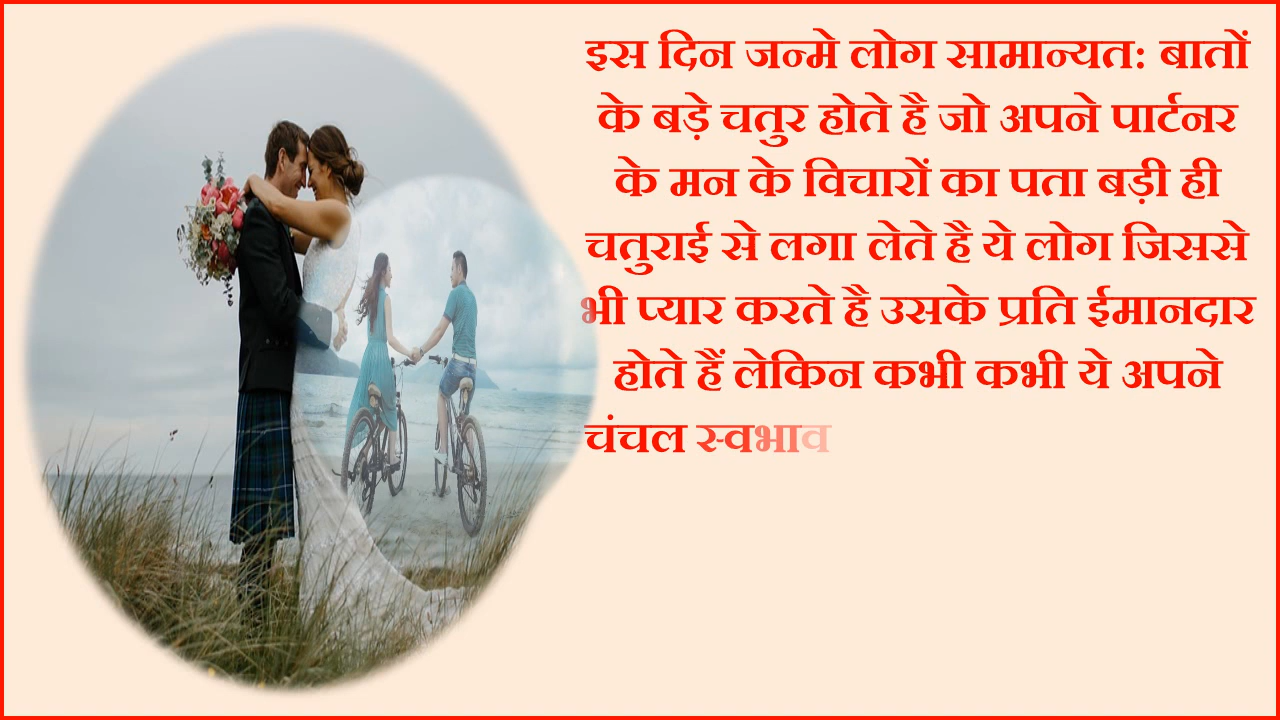 इस दिन जन्मे लोग सामान्यत: बातों
के बड़े चतुर होते है जो अपने पार्टनर
के मन के विचारों का पता बड़ी ही
चतुराई से लगा लेते है ये लोग जिससे
भी प्यार करते है उसके प्रति ईमानदार
होते हैं लेकिन कभी कभी ये अपने
चंचल स्वभाव